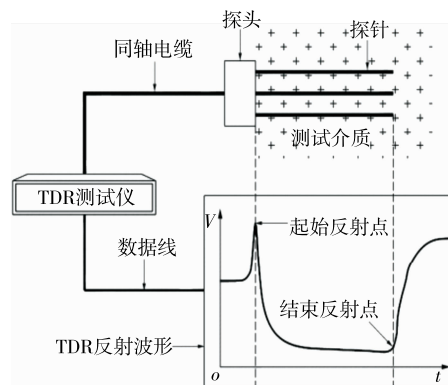 探头
探针
同轴电缆
测试介质
TDR测试仪
V
起始反射点
数据线
结束反射点
TDR反射波形
o
t